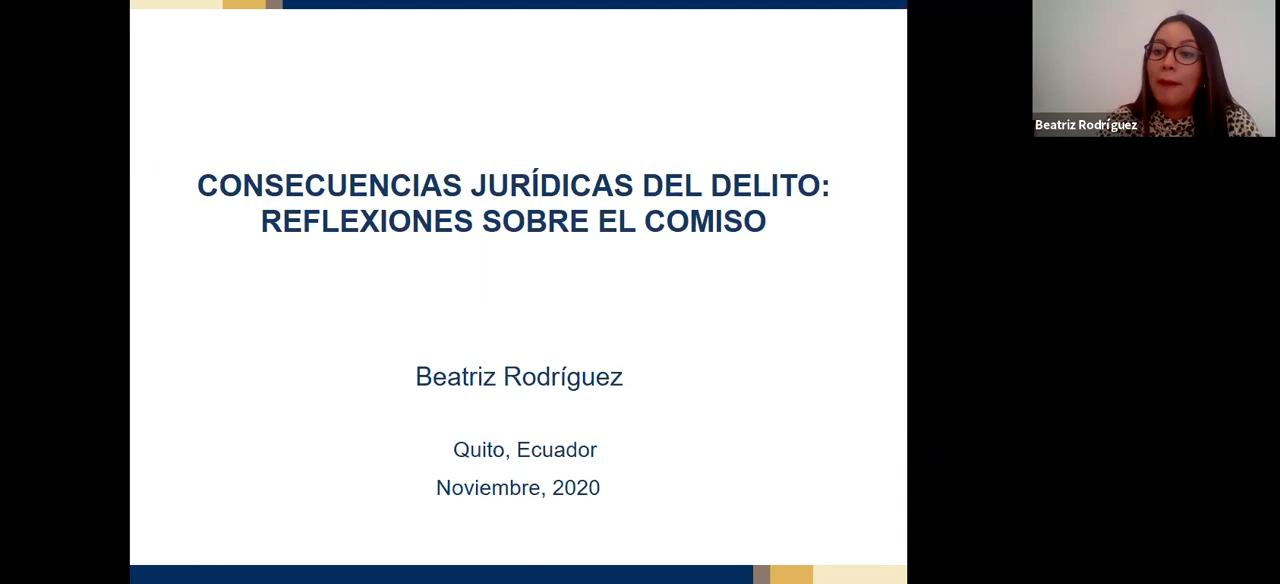 CONSECUENCIAS JURÍDICAS DEL DELITO:
REFLEXIONES SOBRE EL COMISO
Beatriz Rodríguez
Quito, Ecuador
Noviembre, 2020
Beatriz Rodríguez